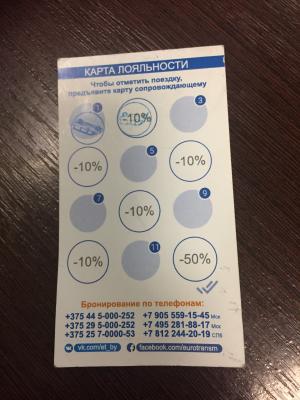 КАРТА ЛОЯЛЬНОСТИ
Чтобы отметить поездку,
предъявите карту сопровождающему
1 -10% 3
-10% 5 -10%
7 -10% 9
-10% 11 -50%
Бронирование по телефонам:
+375 44 5-000-252 +7 905 559-15-45 Мск
+375 29 5-000-252 +7 495 281-88-17 Мск
+375 25 7-0000-53 +7 812 244-20-19 СПб
vk.com/et_by facebook.com/eurotransm